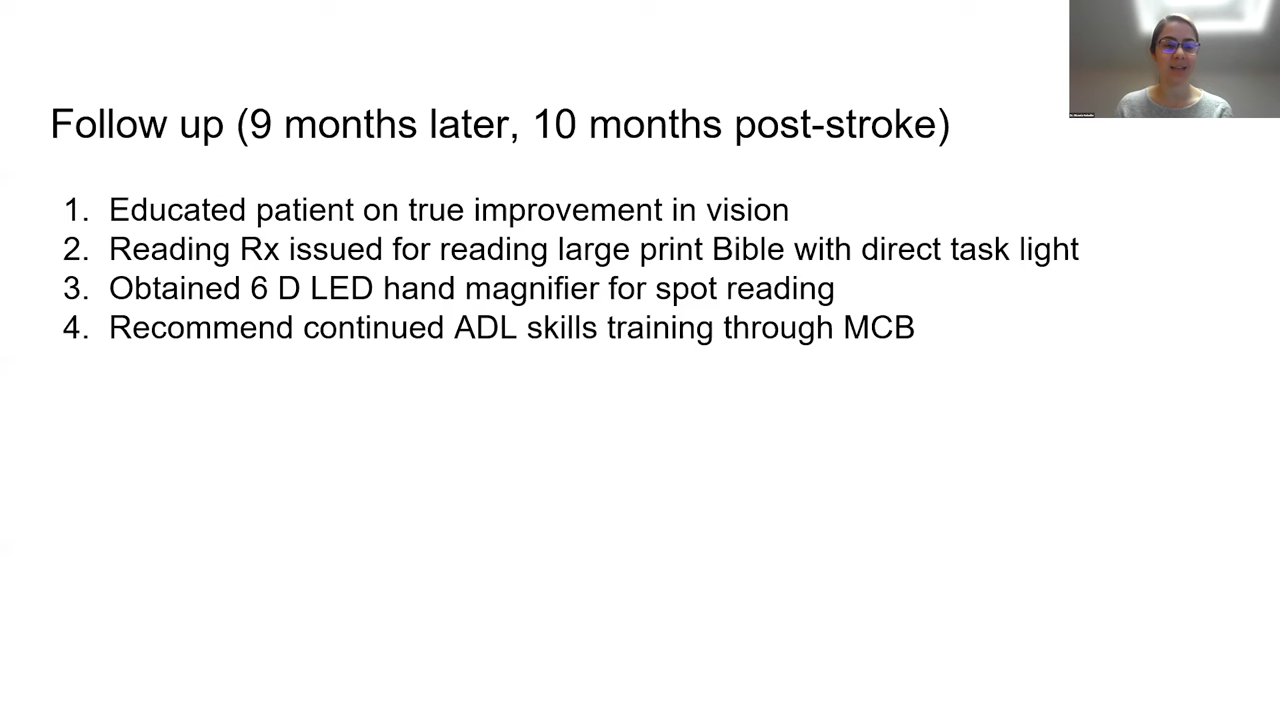 Follow up (9 months later, 10 months post-stroke)
1. Educated patient on true improvement in vision
2. Reading Rx issued for reading large print Bible with direct task light
3. Obtained 6 D LED hand magnifier for spot reading
4. Recommend continued ADL skills training through MCB